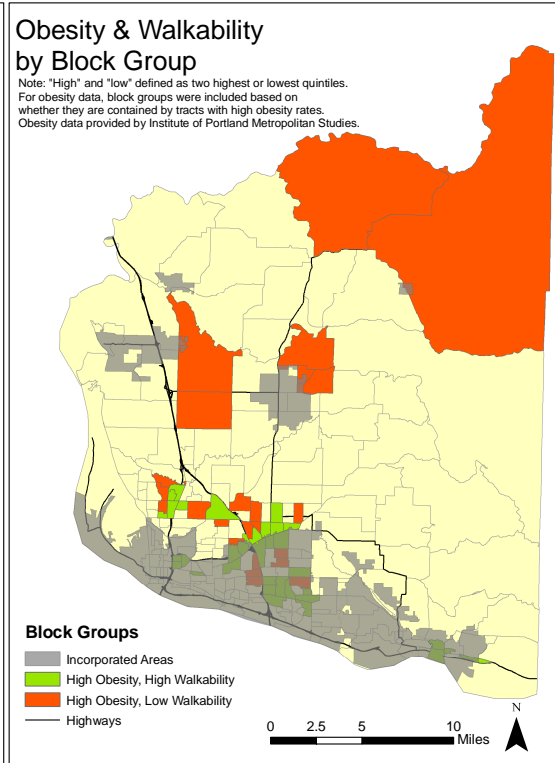 Obesity & Walkability
by Block Group
Note: "High" and "low" defined as two highest or lowest quintiles.
For obesity data, block groups were included based on
whether they are contained by tracts with high obesity rates.
Obesity data provided by Institute of Portland Metropolitan Studies.
Block Groups
Incorporated Areas
High Obesity, High Walkability
High Obesity, Low Walkability
Highways
0 2.5 5 10
Miles
N